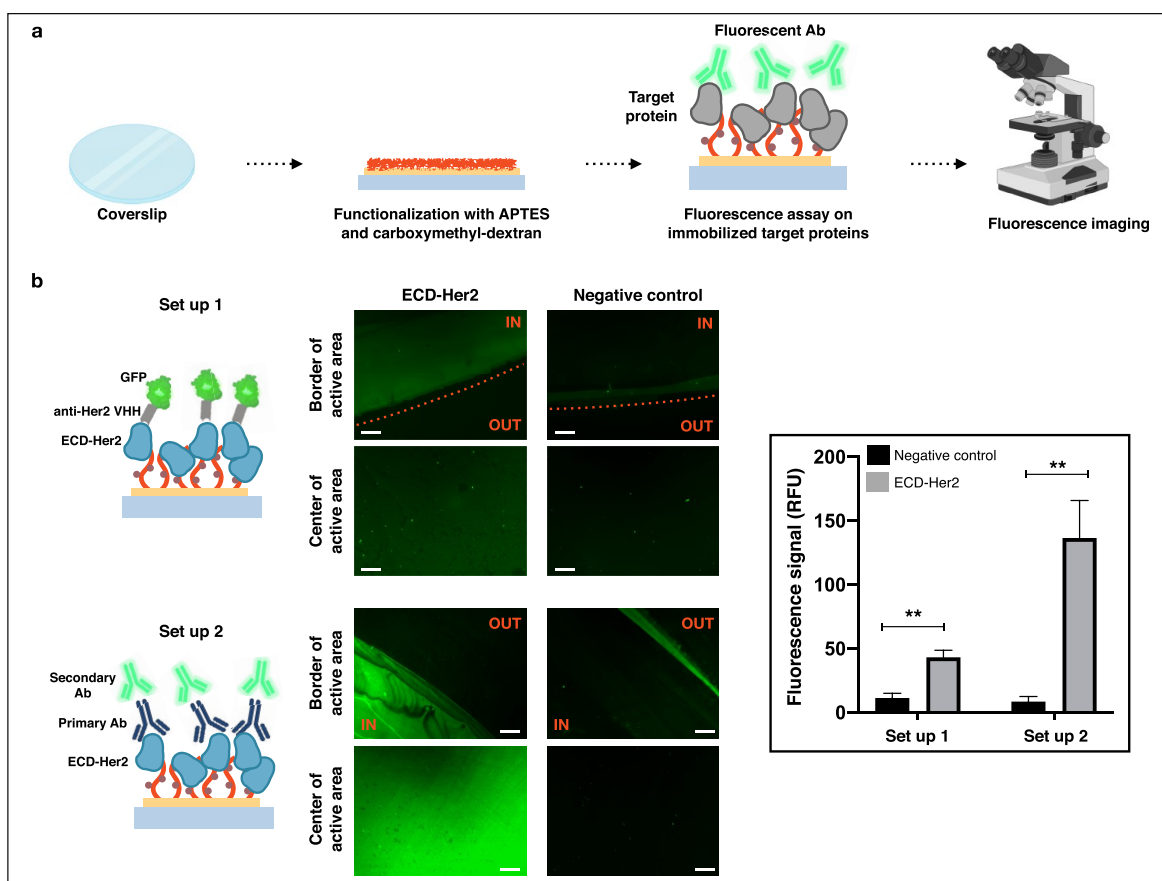 a
Fluorescent Ab
Target
protein
Coverslip
Functionalization with APTES
and carboxymethyl-dextran
Fluorescence assay on
immobilized target proteins
Fluorescence imaging
b
Set up 1
GFP
anti-Her2 VHH
ECD-Her2
ECD-Her2
Negative control
Border of
active area
IN
OUT
IN
OUT
Center of
active area
Set up 2
Secondary
Ab
Primary Ab
ECD-Her2
Border of
active area
OUT
IN
OUT
IN
Center of
active area
Fluorescence signal (RFU)
200
150
100
50
0
Negative control
ECD-Her2
**
**
Set up 1
Set up 2